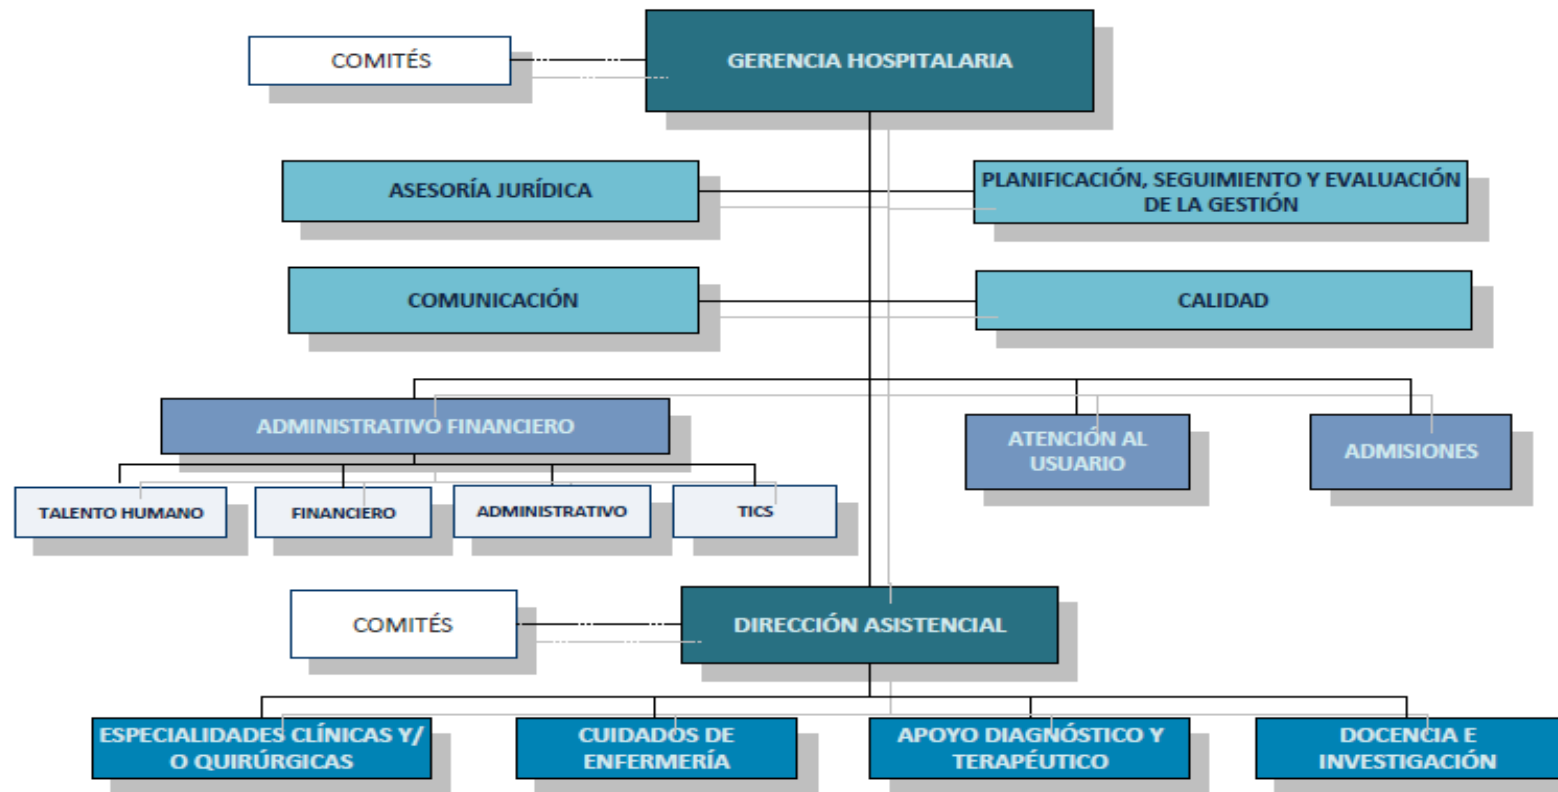 COMITÉS
GERENCIA HOSPITALARIA
ASESORÍA JURÍDICA
PLANIFICACIÓN, SEGUIMIENTO Y EVALUACIÓN
DE LA GESTIÓN
COMUNICACIÓN
CALIDAD
ADMINISTRATIVO FINANCIERO
ATENCIÓN AL
USUARIO
ADMISIONES
TALENTO HUMANO
FINANCIERO
ADMINISTRATIVO
TICS
COMITÉS
DIRECCIÓN ASISTENCIAL
ESPECIALIDADES CLÍNICAS Y/
O QUIRÚRGICAS
CUIDADOS DE
ENFERMERÍA
APOYO DIAGNÓSTICO Y
TERAPÉUTICO
DOCENCIA E
INVESTIGACIÓN